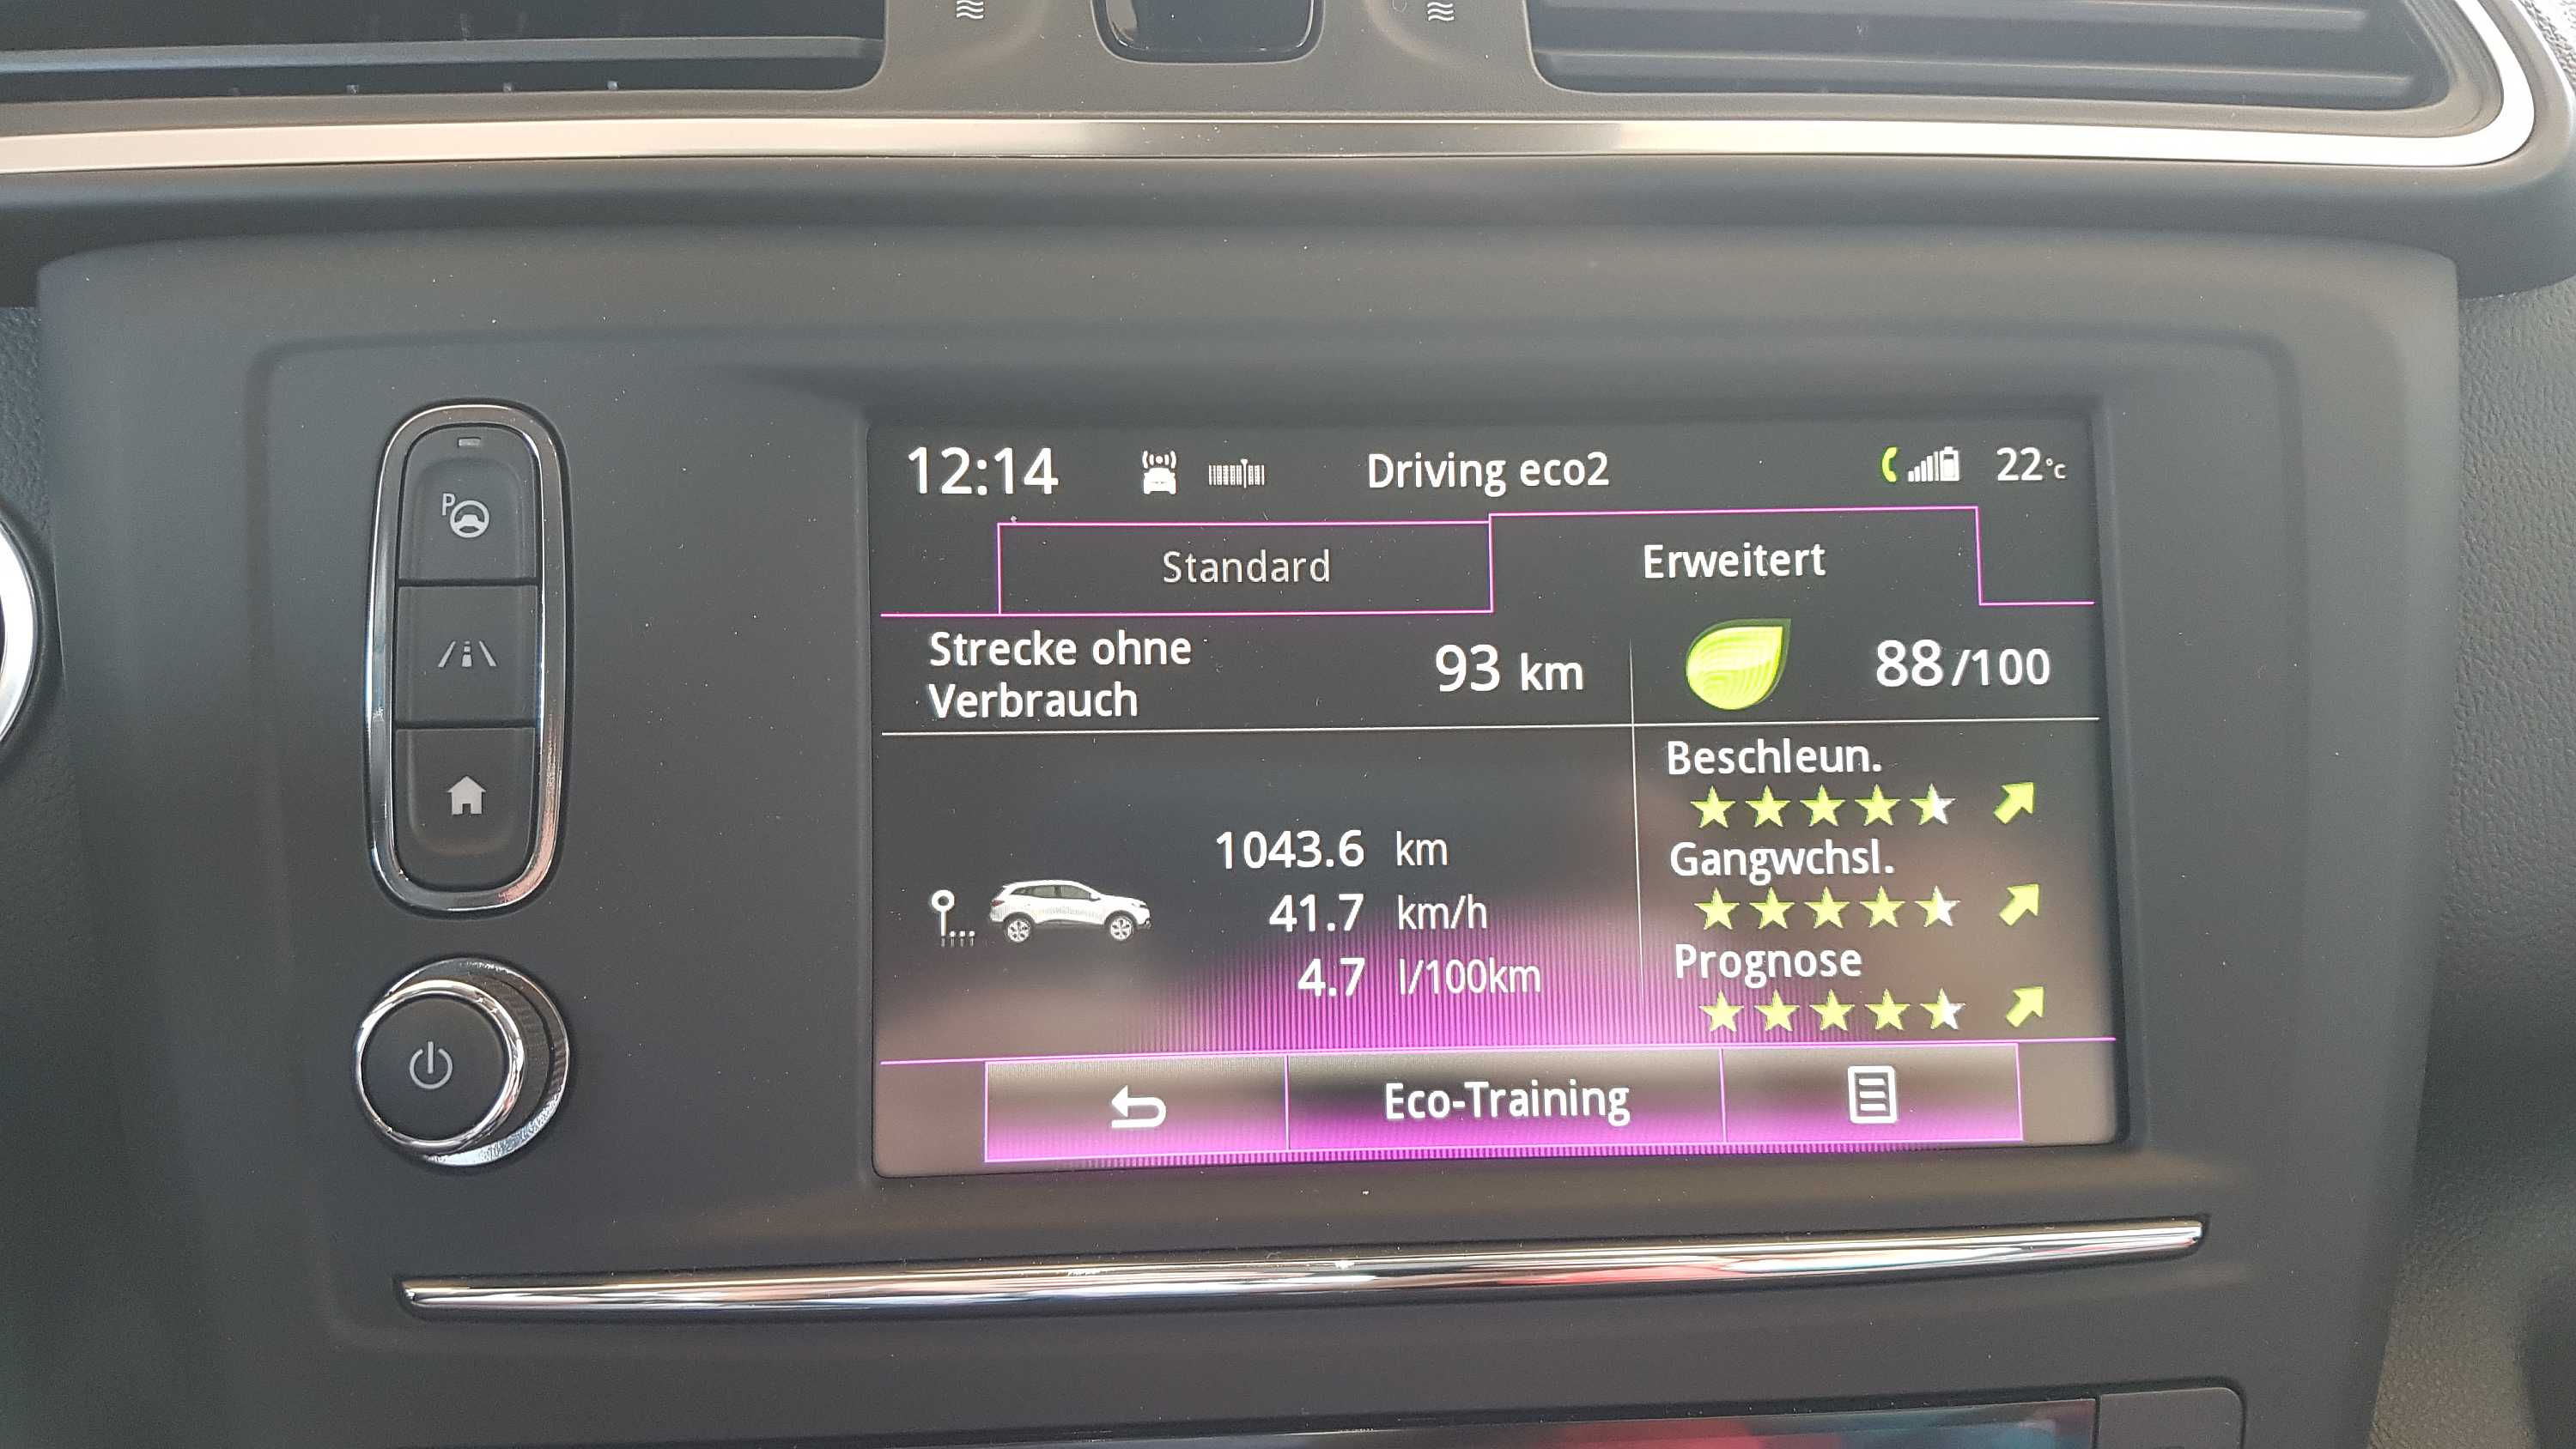 12:14 Driving eco2 22°C
Standard Erweitert
Strecke ohne
Verbrauch
93 km
88/100
1043.6 km
41.7 km/h
4.7 l/100km
Beschleun.
Gangwchsl.
Prognose
Eco-Training
P